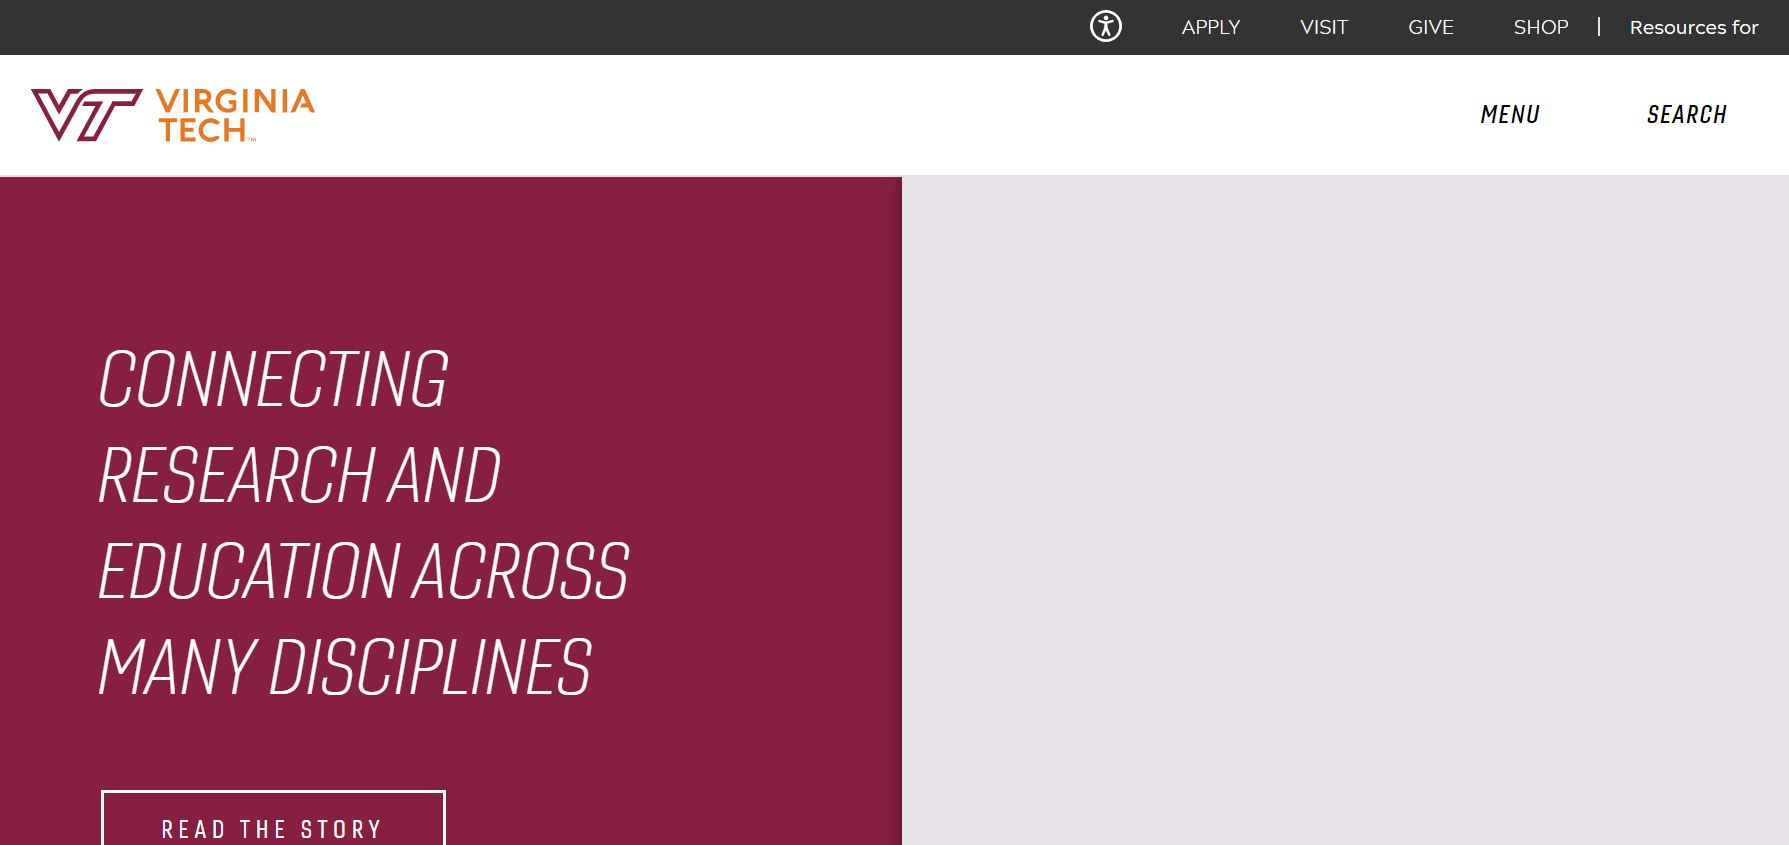 APPLY VISIT GIVE SHOP | Resources for
VT VIRGINIA
TECH™
MENU SEARCH
CONNECTING
RESEARCH AND
EDUCATION ACROSS
MANY DISCIPLINES
READ THE STORY